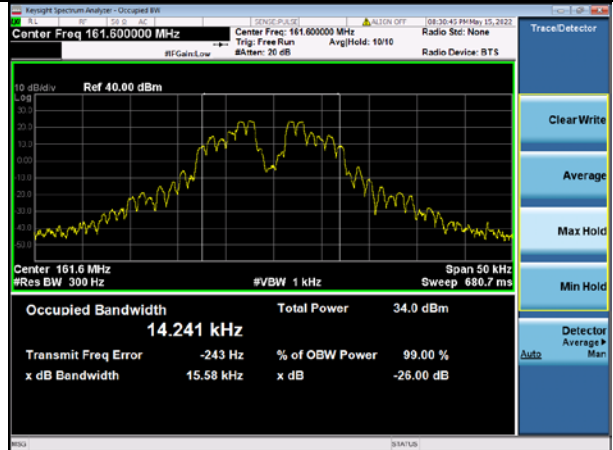 Keysight Spectrum Analyzer - Occupied BW
RL RF 50 Ω AC SENSE:PULSE ALIGN OFF 08:30:45 PM May 15, 2022
Center Freq 161.600000 MHz Center Freq: 161.600000 MHz Radio Std: None Trace/Detector
Trig: Free Run Avg|Hold: 10/10
#IFGain:Low #Atten: 20 dB Radio Device: BTS
10 dB/div Ref 40.00 dBm
Log
30.0
20.0
10.0
0.00
-10.0
-20.0
-30.0
-40.0
-50.0
Clear Write
Average
Max Hold
Min Hold
Center 161.6 MHz Span 50 kHz
#Res BW 300 Hz #VBW 1 kHz Sweep 680.7 ms
Occupied Bandwidth Total Power 34.0 dBm
14.241 kHz
Transmit Freq Error -243 Hz % of OBW Power 99.00 %
x dB Bandwidth 15.58 kHz x dB -26.00 dB
Detector
Average
Auto Man
MSG STATUS